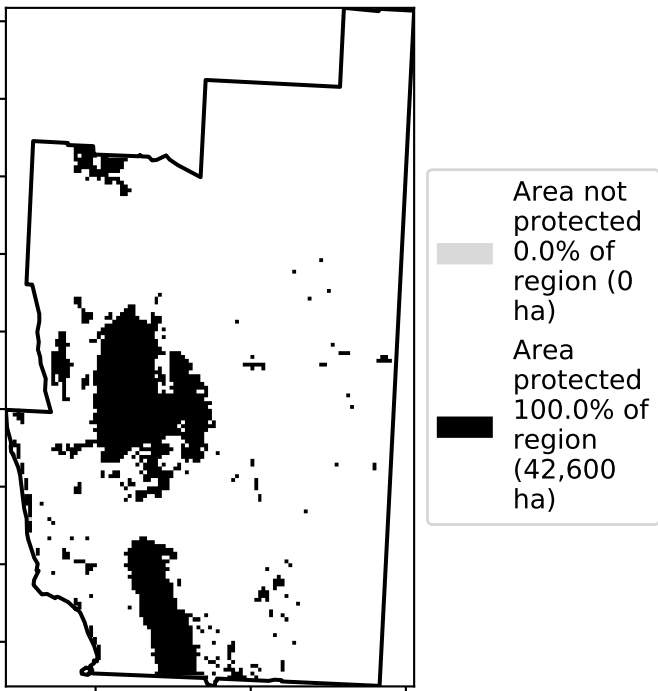 Area not
protected
0.0% of
region (0
ha)
Area
protected
100.0% of
region
(42,600
ha)